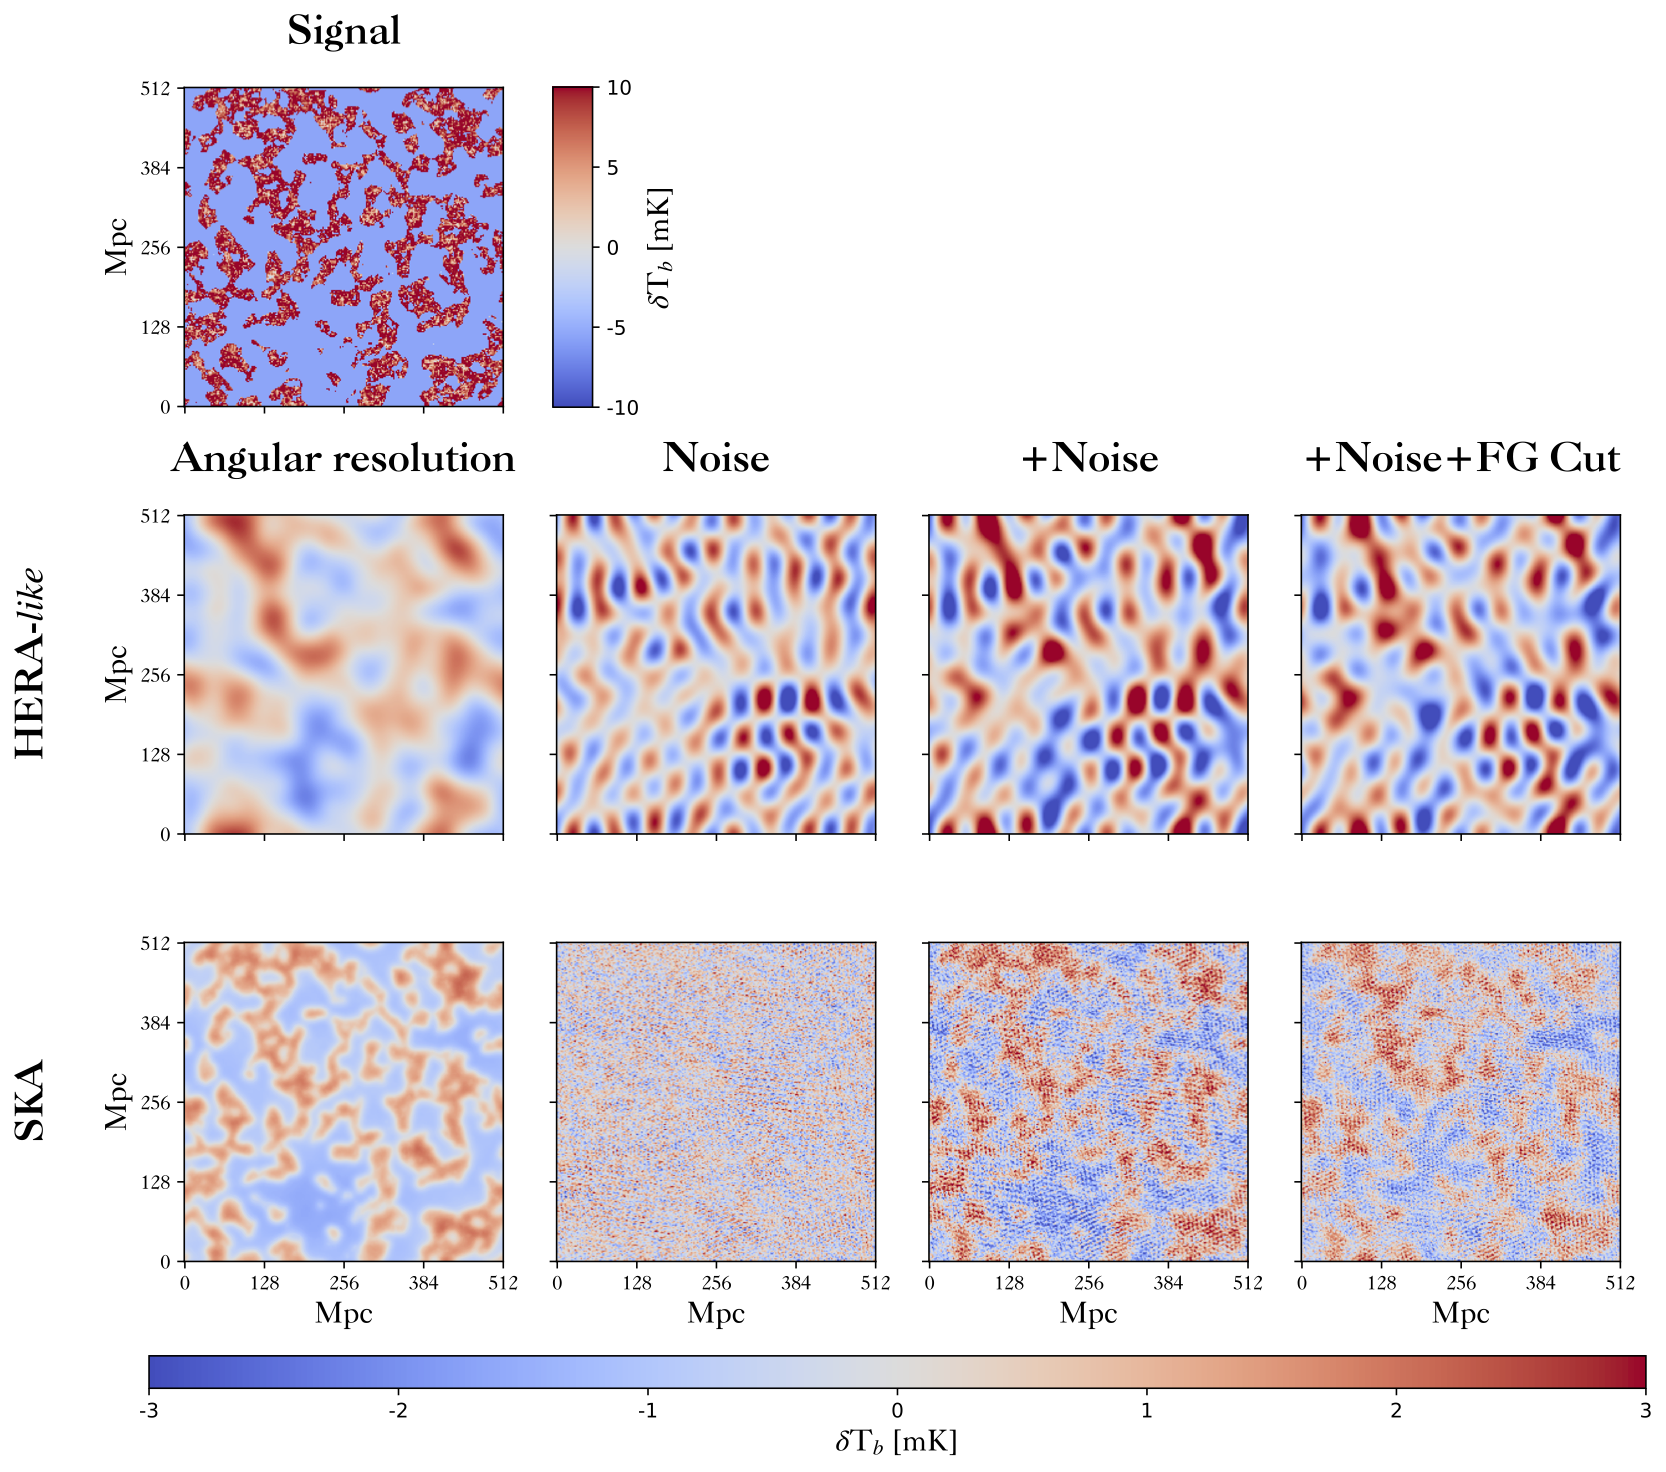 Signal
512
384
256
128
0
Mpc
10
5
0
-5
-10
δT_b [mK]
Angular resolution
Noise
+Noise
+Noise+FG Cut
HERA-like
Mpc
512
384
256
128
0
SKA
Mpc
512
384
256
128
0
0 128 256 384 512
0 128 256 384 512
0 128 256 384 512
0 128 256 384 512
Mpc
Mpc
Mpc
Mpc
-3 -2 -1 0 1 2 3
δT_b [mK]